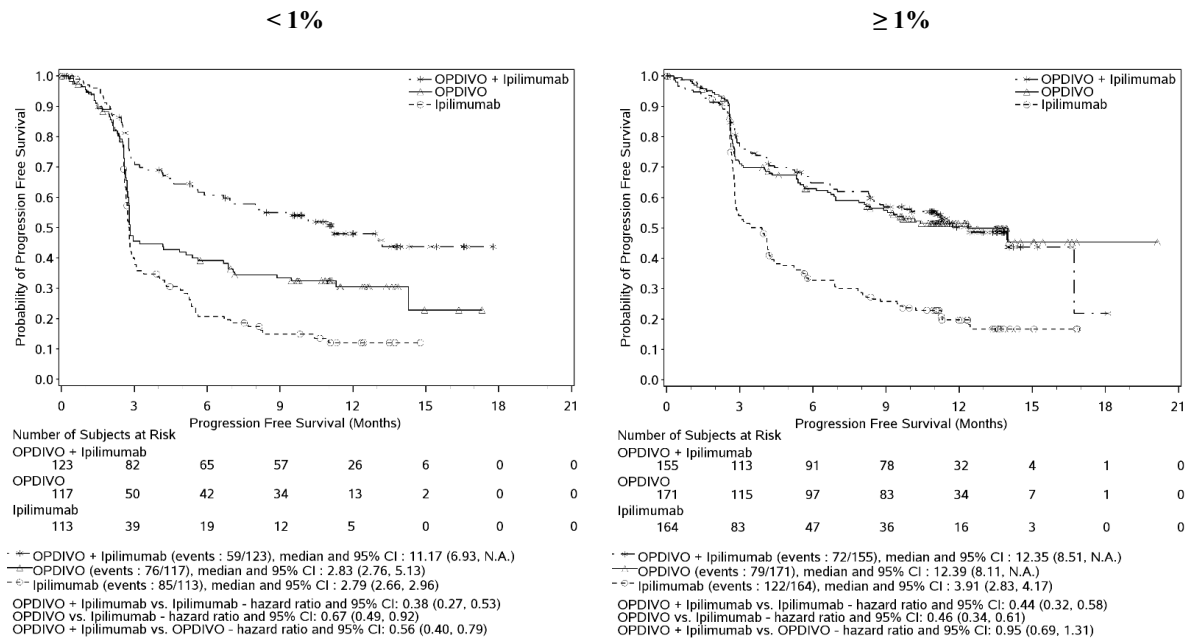 < 1%
≥ 1%
OPDIVO + Ipilimumab
OPDIVO
Ipilimumab
Probability of Progression Free Survival
1.0
0.9
0.8
0.7
0.6
0.5
0.4
0.3
0.2
0.1
0.0
0 3 6 9 12 15 18 21
Progression Free Survival (Months)
Number of Subjects at Risk
OPDIVO + Ipilimumab
123 82 65 57 26 6 0 0
OPDIVO
117 50 42 34 13 2 0 0
Ipilimumab
113 39 19 12 5 0 0 0
OPDIVO + Ipilimumab (events : 59/123), median and 95% CI : 11.17 (6.93, N.A.)
OPDIVO (events : 76/117), median and 95% CI : 2.83 (2.76, 5.13)
Ipilimumab (events : 85/113), median and 95% CI : 2.79 (2.66, 2.96)
OPDIVO + Ipilimumab vs. Ipilimumab - hazard ratio and 95% CI: 0.38 (0.27, 0.53)
OPDIVO vs. Ipilimumab - hazard ratio and 95% CI: 0.67 (0.49, 0.92)
OPDIVO + Ipilimumab vs. OPDIVO - hazard ratio and 95% CI: 0.56 (0.40, 0.79)
OPDIVO + Ipilimumab
OPDIVO
Ipilimumab
Probability of Progression Free Survival
1.0
0.9
0.8
0.7
0.6
0.5
0.4
0.3
0.2
0.1
0.0
0 3 6 9 12 15 18 21
Progression Free Survival (Months)
Number of Subjects at Risk
OPDIVO + Ipilimumab
155 113 91 78 32 4 1 0
OPDIVO
171 115 97 83 34 7 1 0
Ipilimumab
164 83 47 36 16 3 0 0
OPDIVO + Ipilimumab (events : 72/155), median and 95% CI : 12.35 (8.51, N.A.)
OPDIVO (events : 79/171), median and 95% CI : 12.39 (8.11, N.A.)
Ipilimumab (events : 122/164), median and 95% CI : 3.91 (2.83, 4.17)
OPDIVO + Ipilimumab vs. Ipilimumab - hazard ratio and 95% CI: 0.44 (0.32, 0.58)
OPDIVO vs. Ipilimumab - hazard ratio and 95% CI: 0.46 (0.34, 0.61)
OPDIVO + Ipilimumab vs. OPDIVO - hazard ratio and 95% CI: 0.95 (0.69, 1.31)